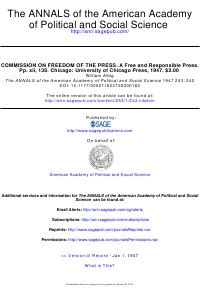 The ANNALS of the American Academy
of Political and Social Science
http://ann.sagepub.com/
COMMISSION ON FREEDOM OF THE PRESS. A Free and Responsible Press.
Pp. xii, 138. Chicago: University of Chicago Press, 1947. $2.00
William Albig
The ANNALS of the American Academy of Political and Social Science 1947 253: 242
DOI: 10.1177/000271624725300182
The online version of this article can be found at:
http://ann.sagepub.com/content/253/1/242.citation
Published by:
SAGE
http://www.sagepublications.com
On behalf of:
American Academy of Political and Social Science
Additional services and information for The ANNALS of the American Academy of Political and Social
Science can be found at:
Email Alerts: http://ann.sagepub.com/cgi/alerts
Subscriptions: http://ann.sagepub.com/subscriptions
Reprints: http://www.sagepub.com/journalsReprints.nav
Permissions: http://www.sagepub.com/journalsPermissions.nav
>> Version of Record - Jan 1, 1947
What is This?